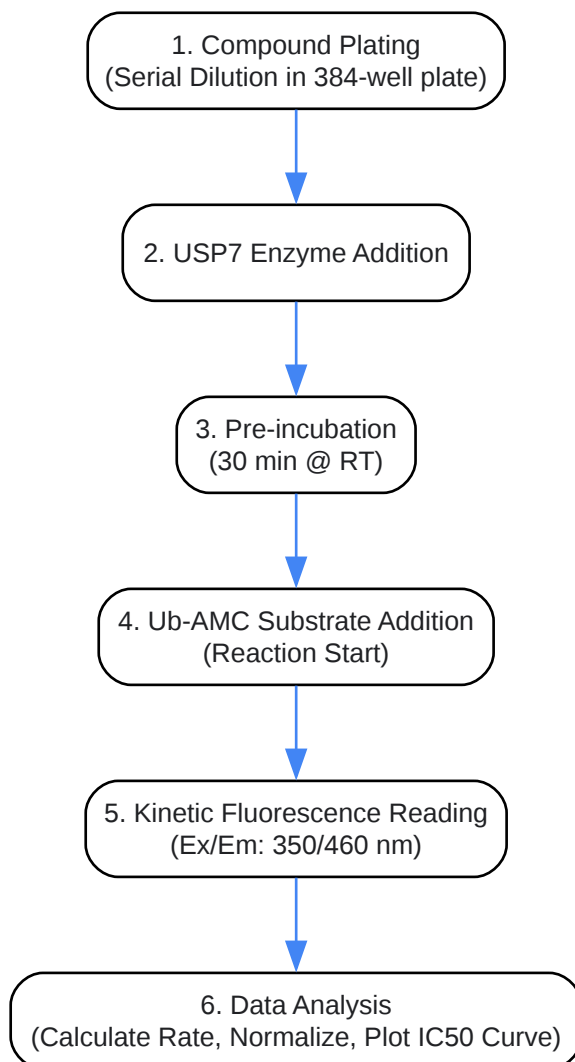 1. Compound Plating
(Serial Dilution in 384-well plate)
2. USP7 Enzyme Addition
3. Pre-incubation
(30 min @ RT)
4. Ub-AMC Substrate Addition
(Reaction Start)
5. Kinetic Fluorescence Reading
(Ex/Em: 350/460 nm)
6. Data Analysis
(Calculate Rate, Normalize, Plot IC50 Curve)